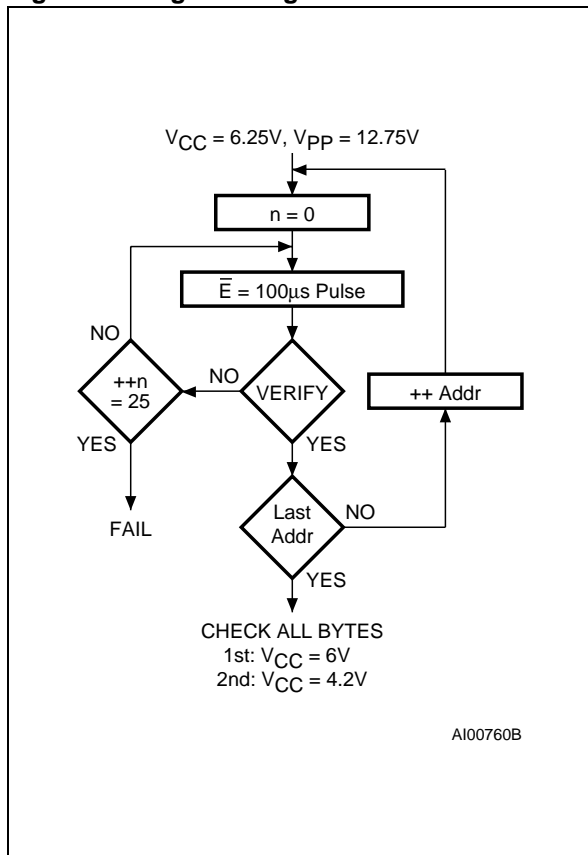 VCC = 6.25V, VPP = 12.75V
n = 0
E̅ = 100μs Pulse
NO
++n
= 25
NO
VERIFY
++ Addr
YES
YES
Last
Addr
NO
FAIL
YES
CHECK ALL BYTES
1st: VCC = 6V
2nd: VCC = 4.2V
AI00760B